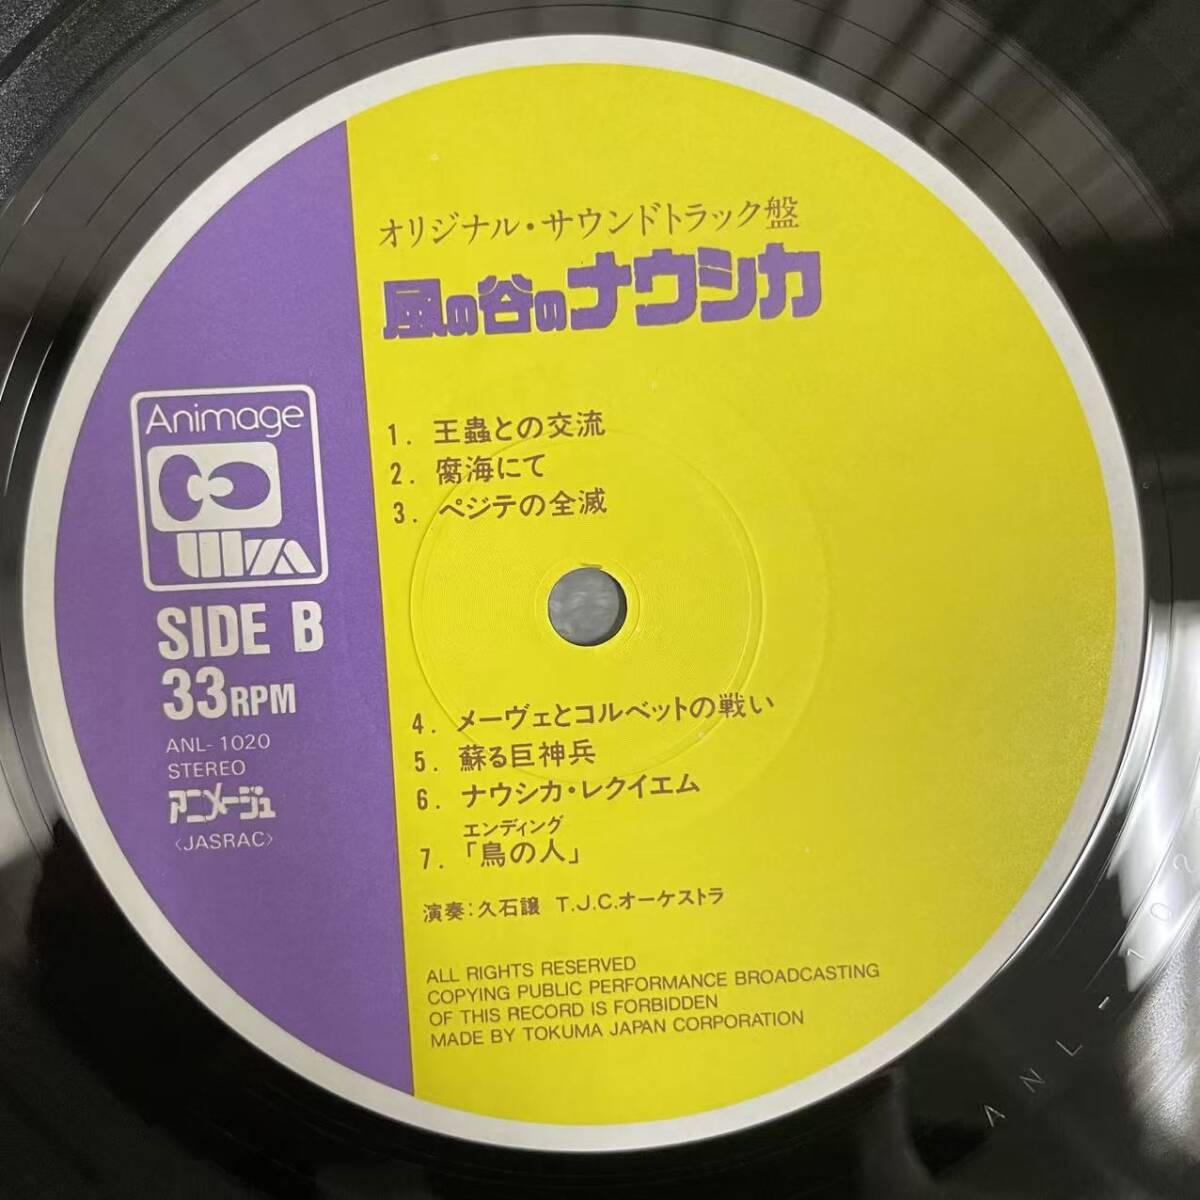 オリジナル・サウンドトラック盤
風の谷のナウシカ
1. 王蟲との交流
2. 腐海にて
3. ペジテの全滅
4. メーヴェとコルベットの戦い
5. 蘇る巨神兵
6. ナウシカ・レクイエム
エンディング
7. 「鳥の人」
演奏:久石譲 T.J.C.オーケストラ
ALL RIGHTS RESERVED
COPYING PUBLIC PERFORMANCE BROADCASTING
OF THIS RECORD IS FORBIDDEN
MADE BY TOKUMA JAPAN CORPORATION
Animage
SIDE B
33RPM
ANL-1020
STEREO
アニメージュ
〈JASRAC〉
ANL-102